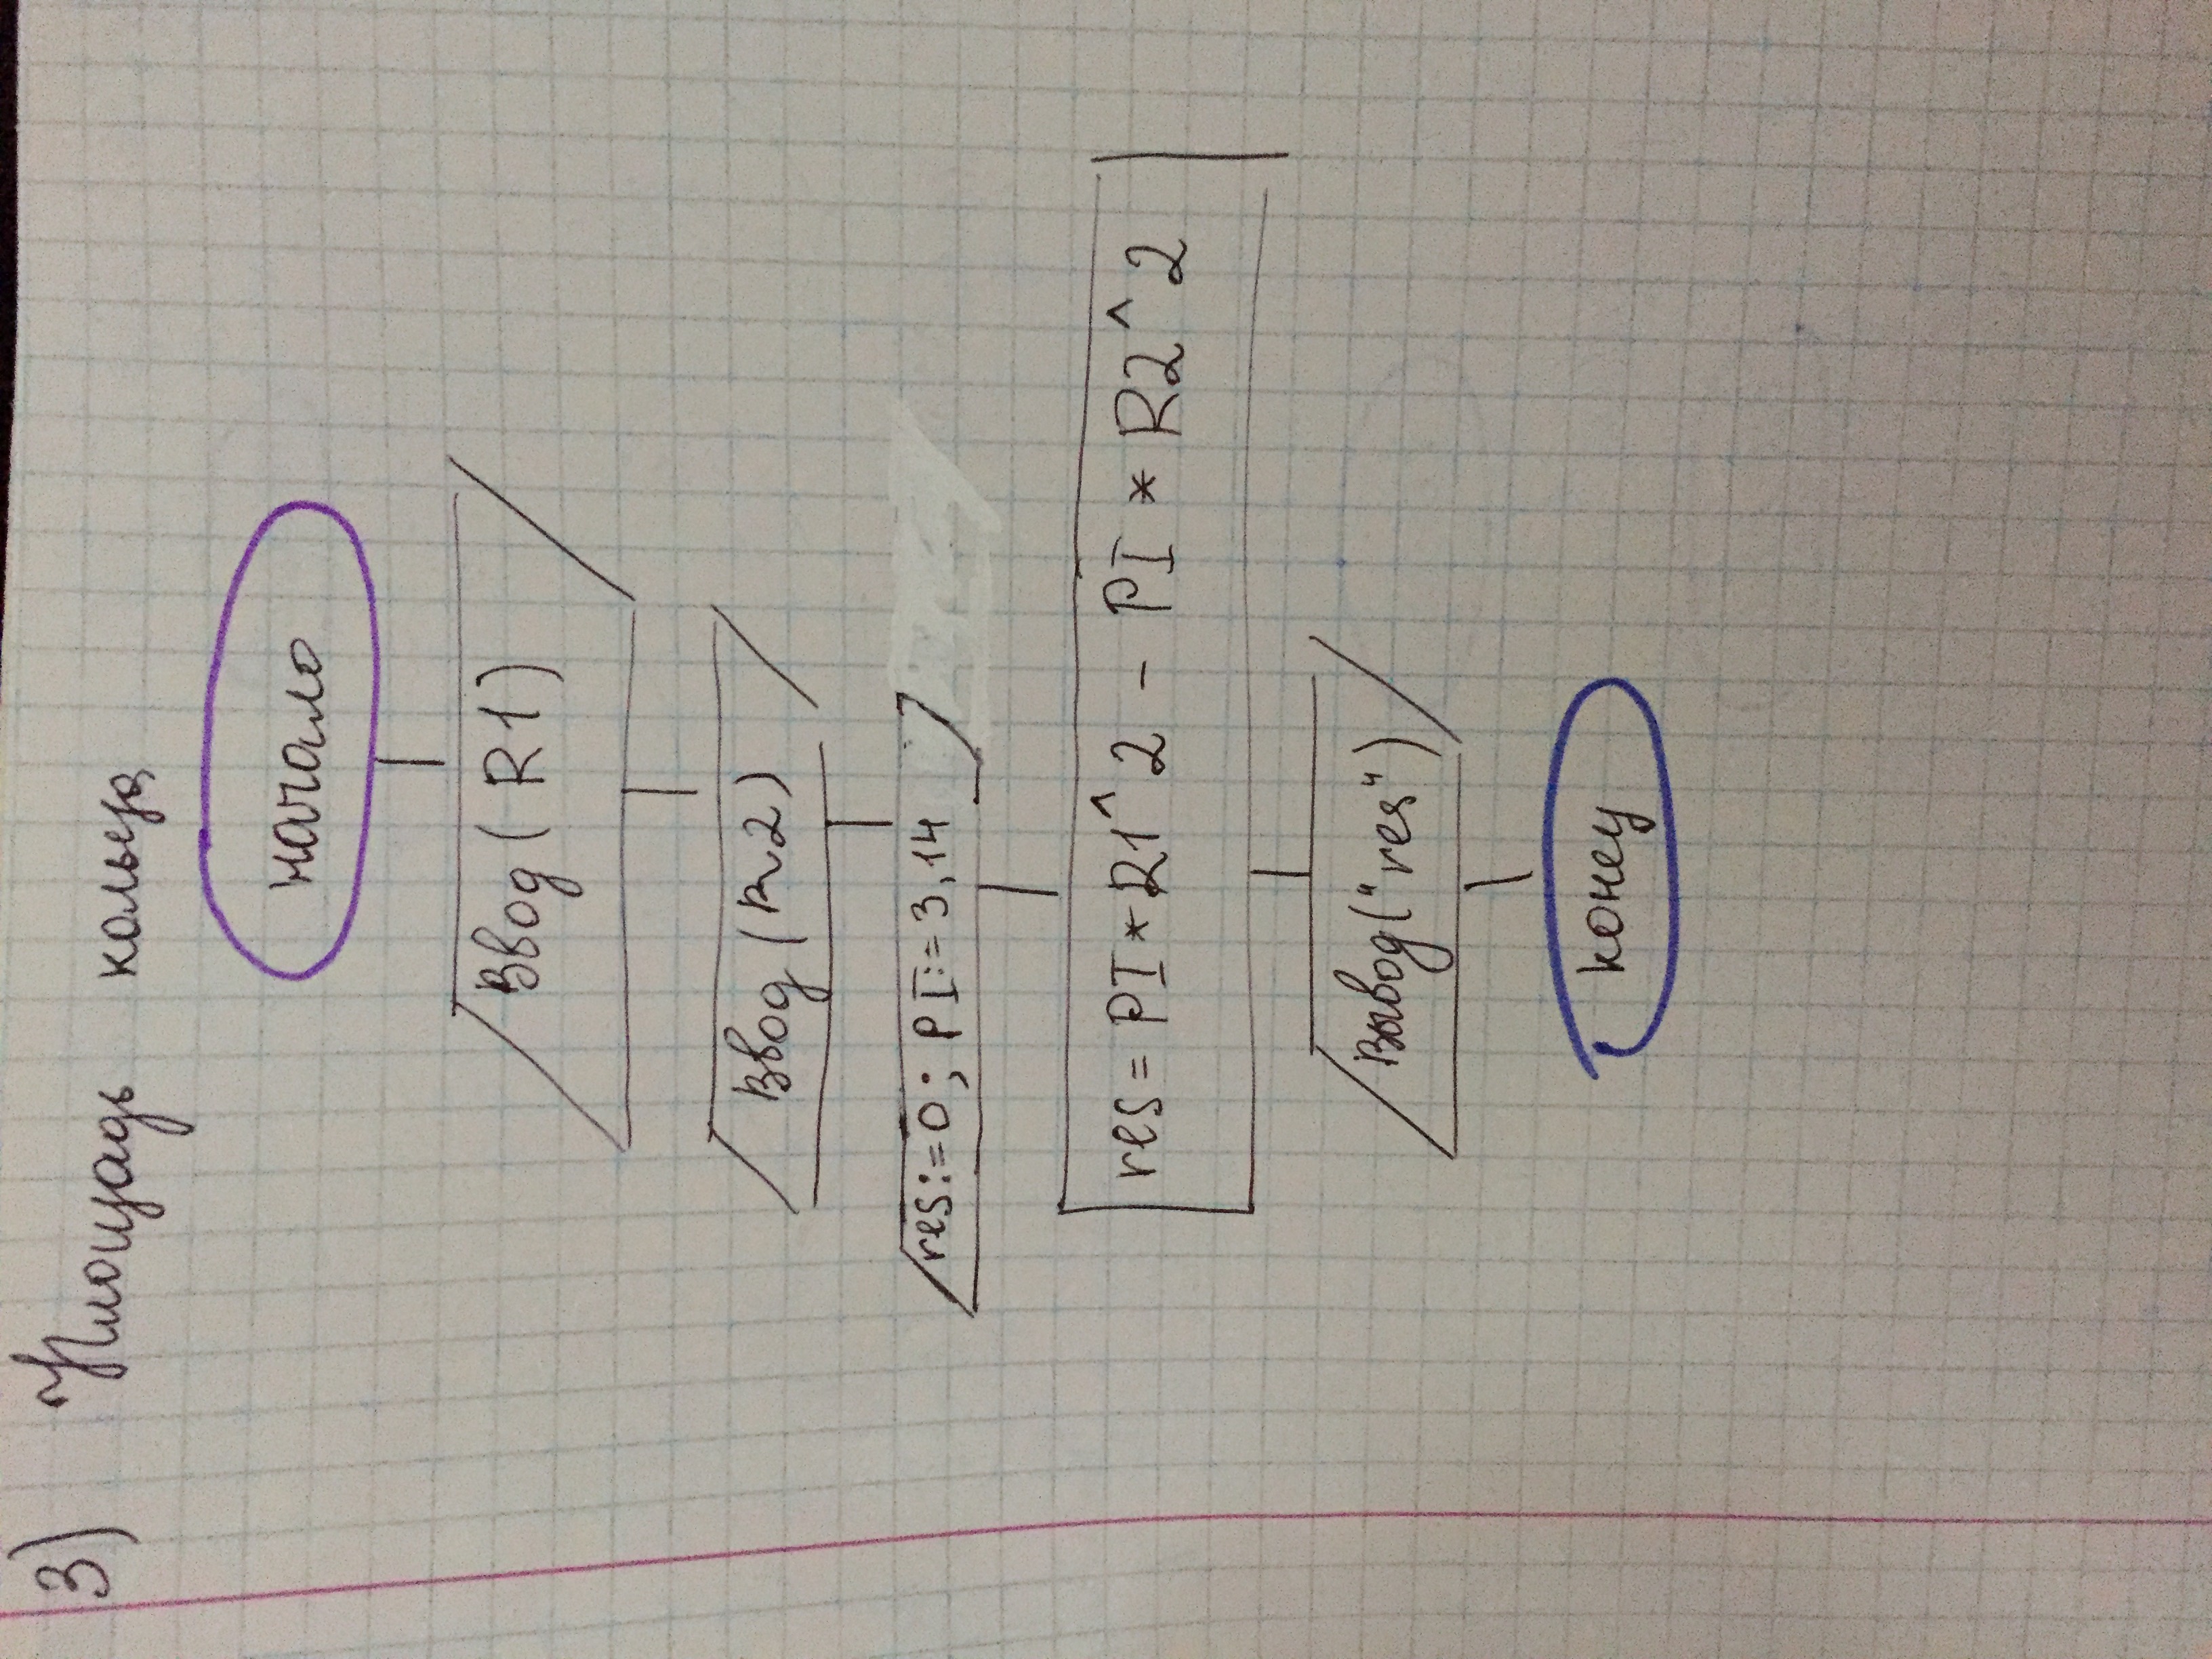 3) Площадь кольца
начало
Ввод ( R1)
Ввод (R2)
res:=0; PI:=3,14
res= PI*R1^2 - PI * R2^2
Вывод("res")
конец